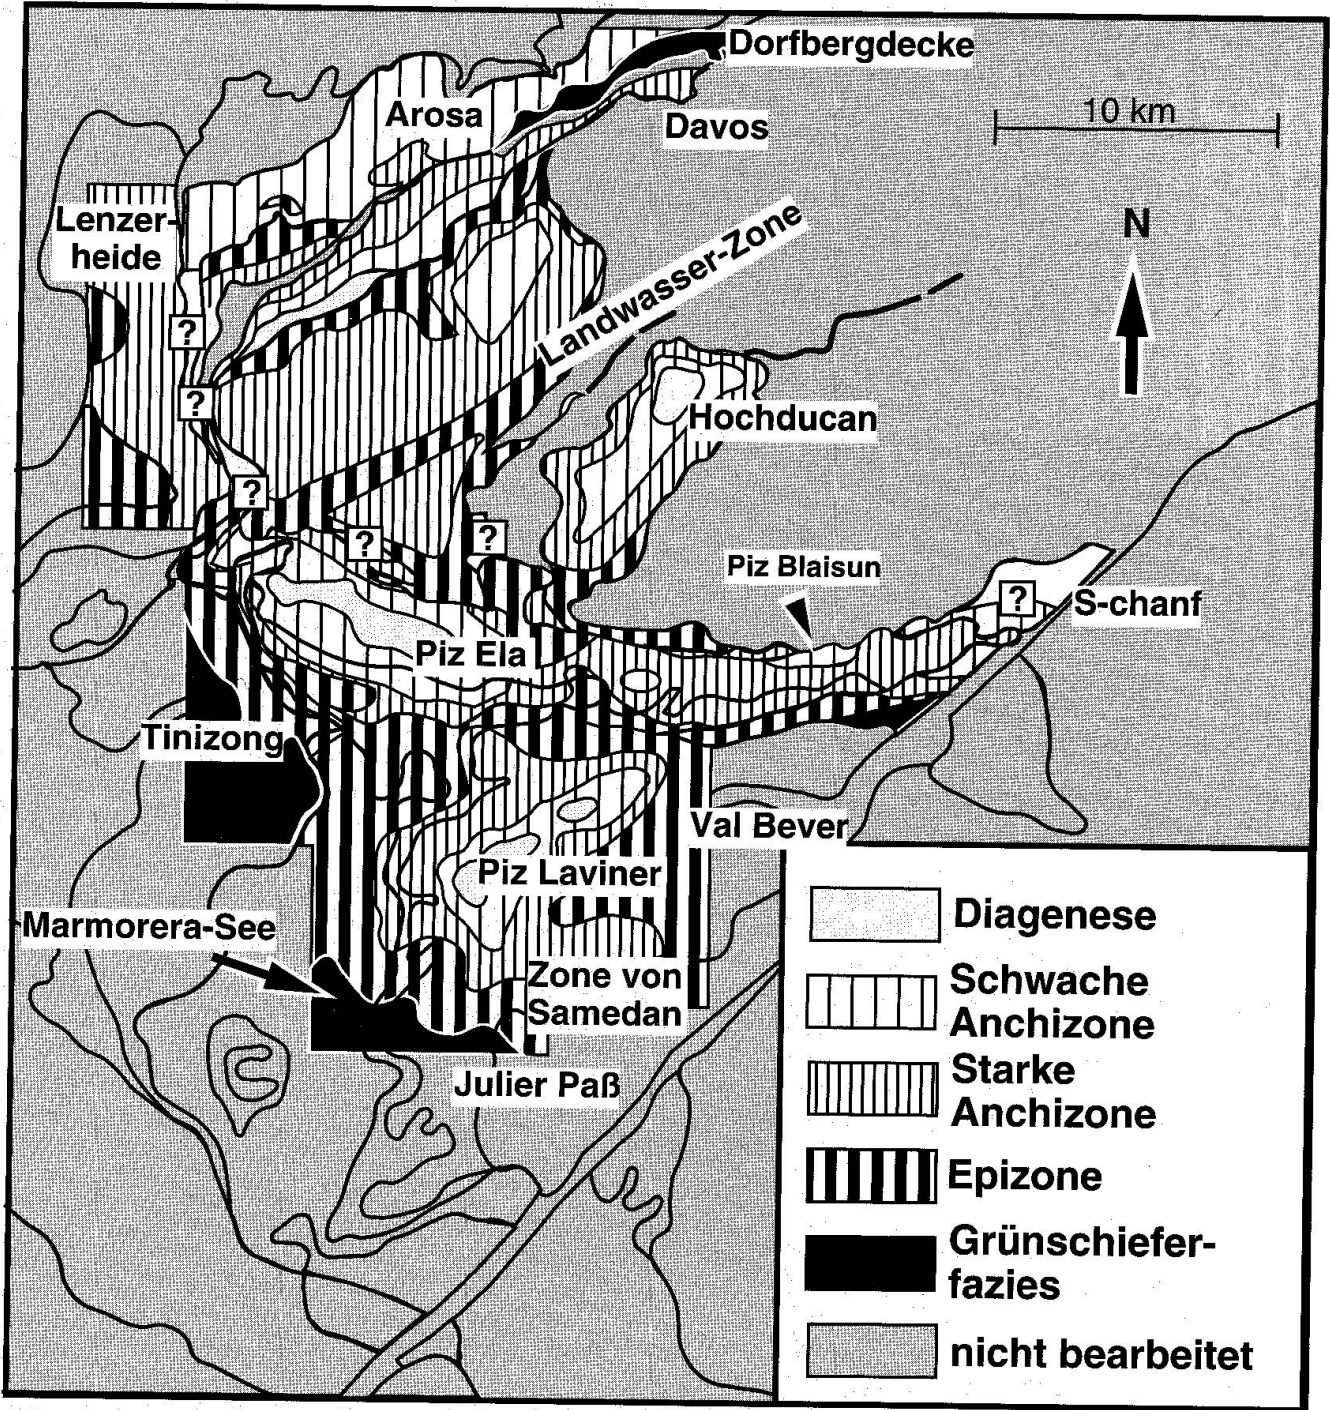 Dorfbergdecke
Arosa
Davos
10 km
Lenzer-
heide
Landwasser-Zone
N
?
?
Hochducan
?
?
?
Piz Blaisun
?
S-chanf
Piz Ela
Tinizong
Val Bever
Piz Laviner
Marmorera-See
Zone von
Samedan
Julier Paß
Diagenese
Schwache
Anchizone
Starke
Anchizone
Epizone
Grünschiefer-
fazies
nicht bearbeitet